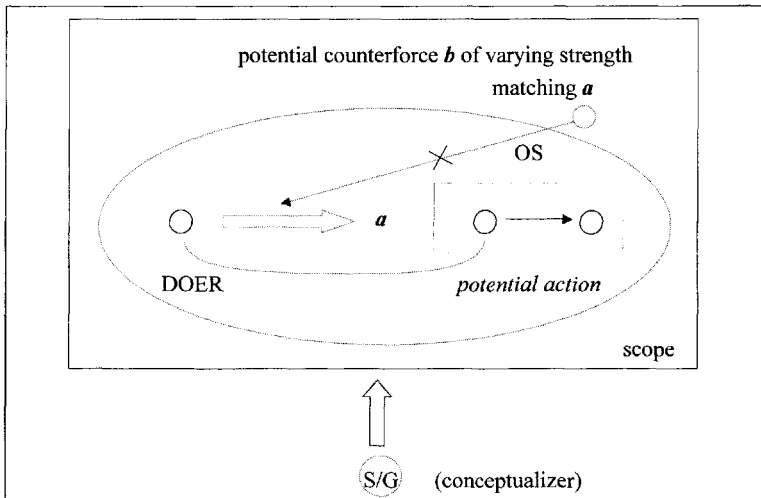 potential counterforce b of varying strength
matching a
OS
a
DOER
potential action
scope
S/G (conceptualizer)